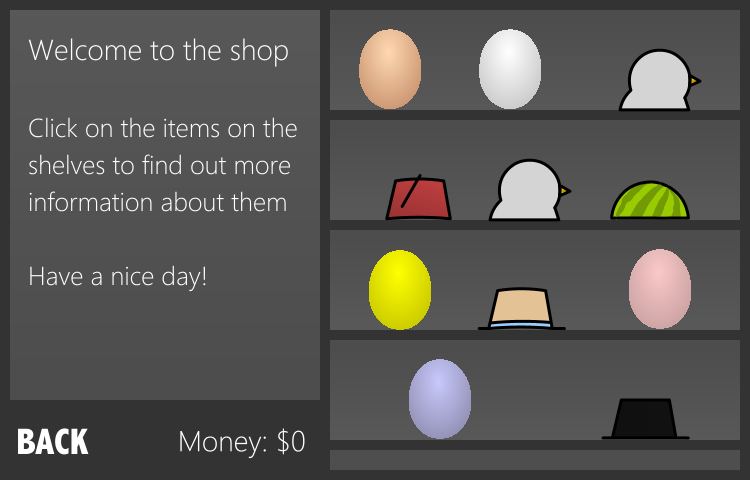 Welcome to the shop
Click on the items on the
shelves to find out more
information about them
Have a nice day!
BACK
Money: $0